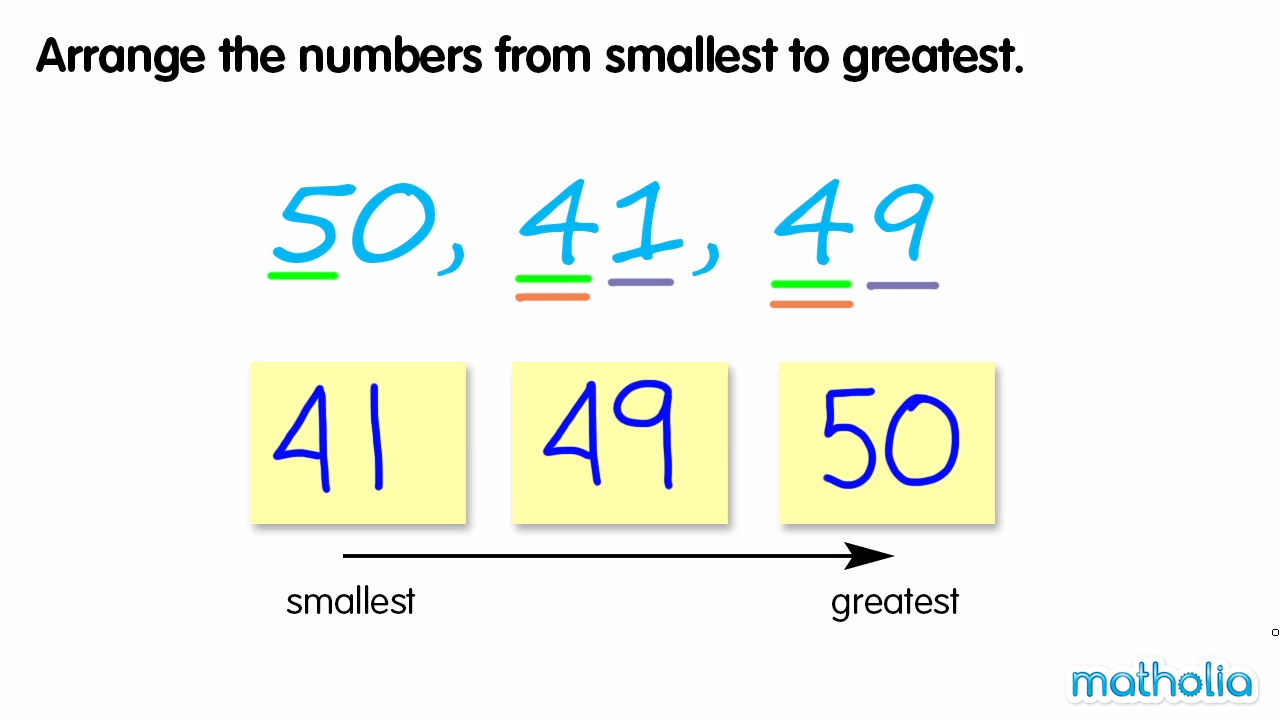 Arrange the numbers from smallest to greatest.
50, 41, 49
41 49 50
smallest greatest
matholia